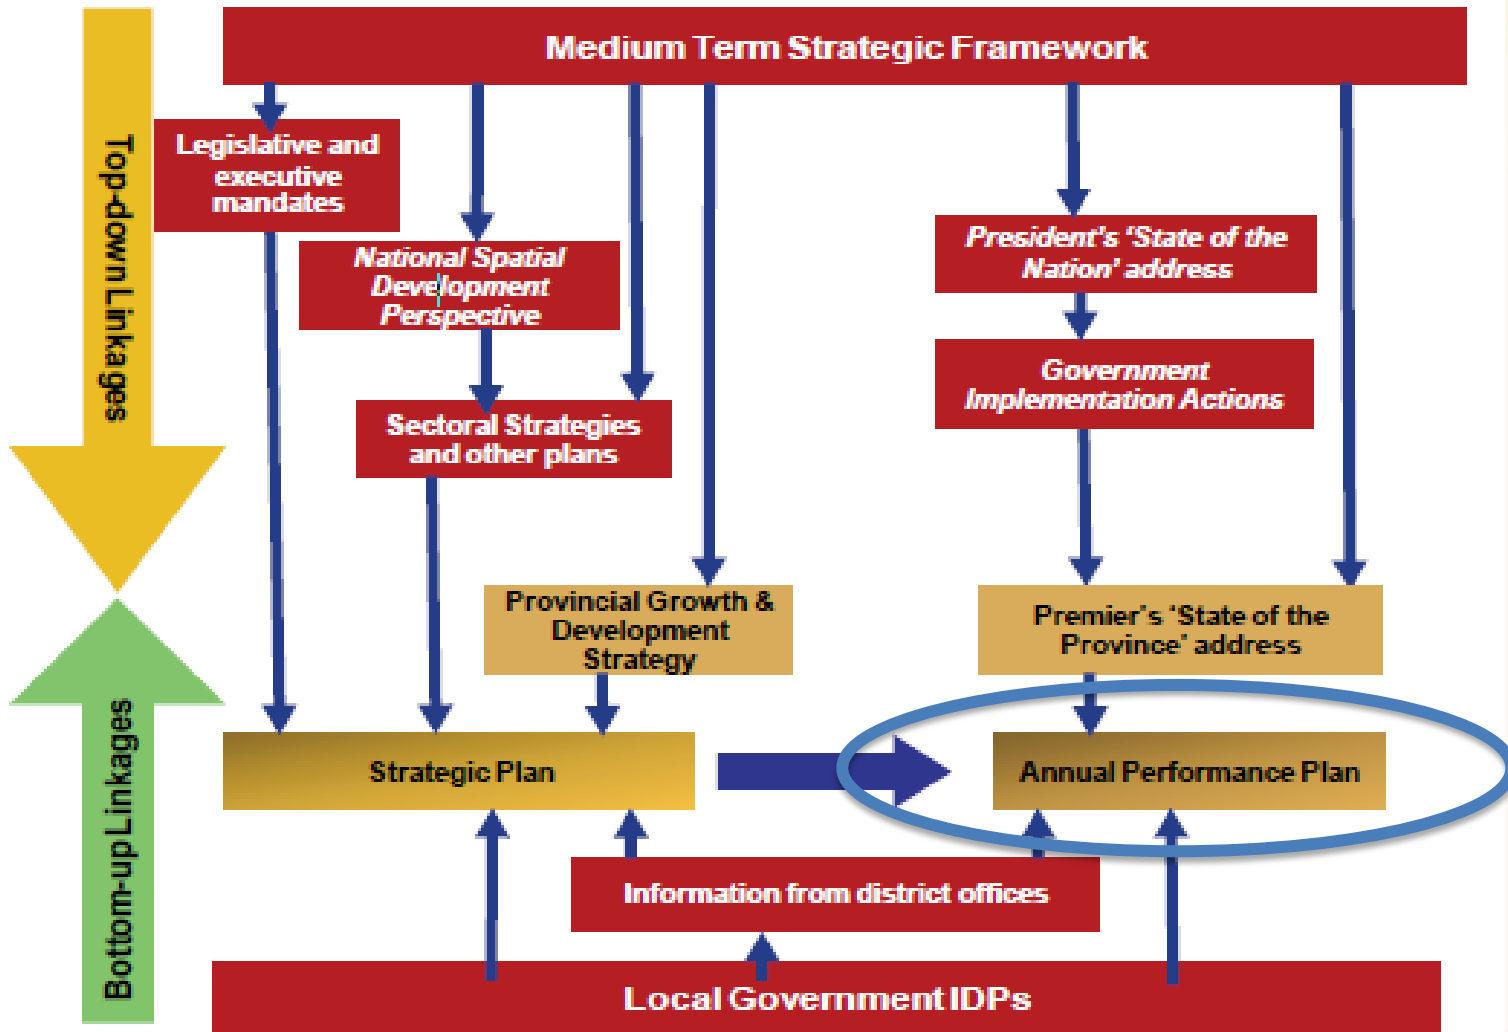 Medium Term Strategic Framework
Top-down Linkages
Legislative and
executive
mandates
National Spatial
Development
Perspective
President's 'State of the
Nation' address
Government
Implementation Actions
Sectoral Strategies
and other plans
Provincial Growth &
Development
Strategy
Premier's 'State of the
Province' address
Bottom-up Linkages
Strategic Plan
Annual Performance Plan
Information from district offices
Local Government IDPs